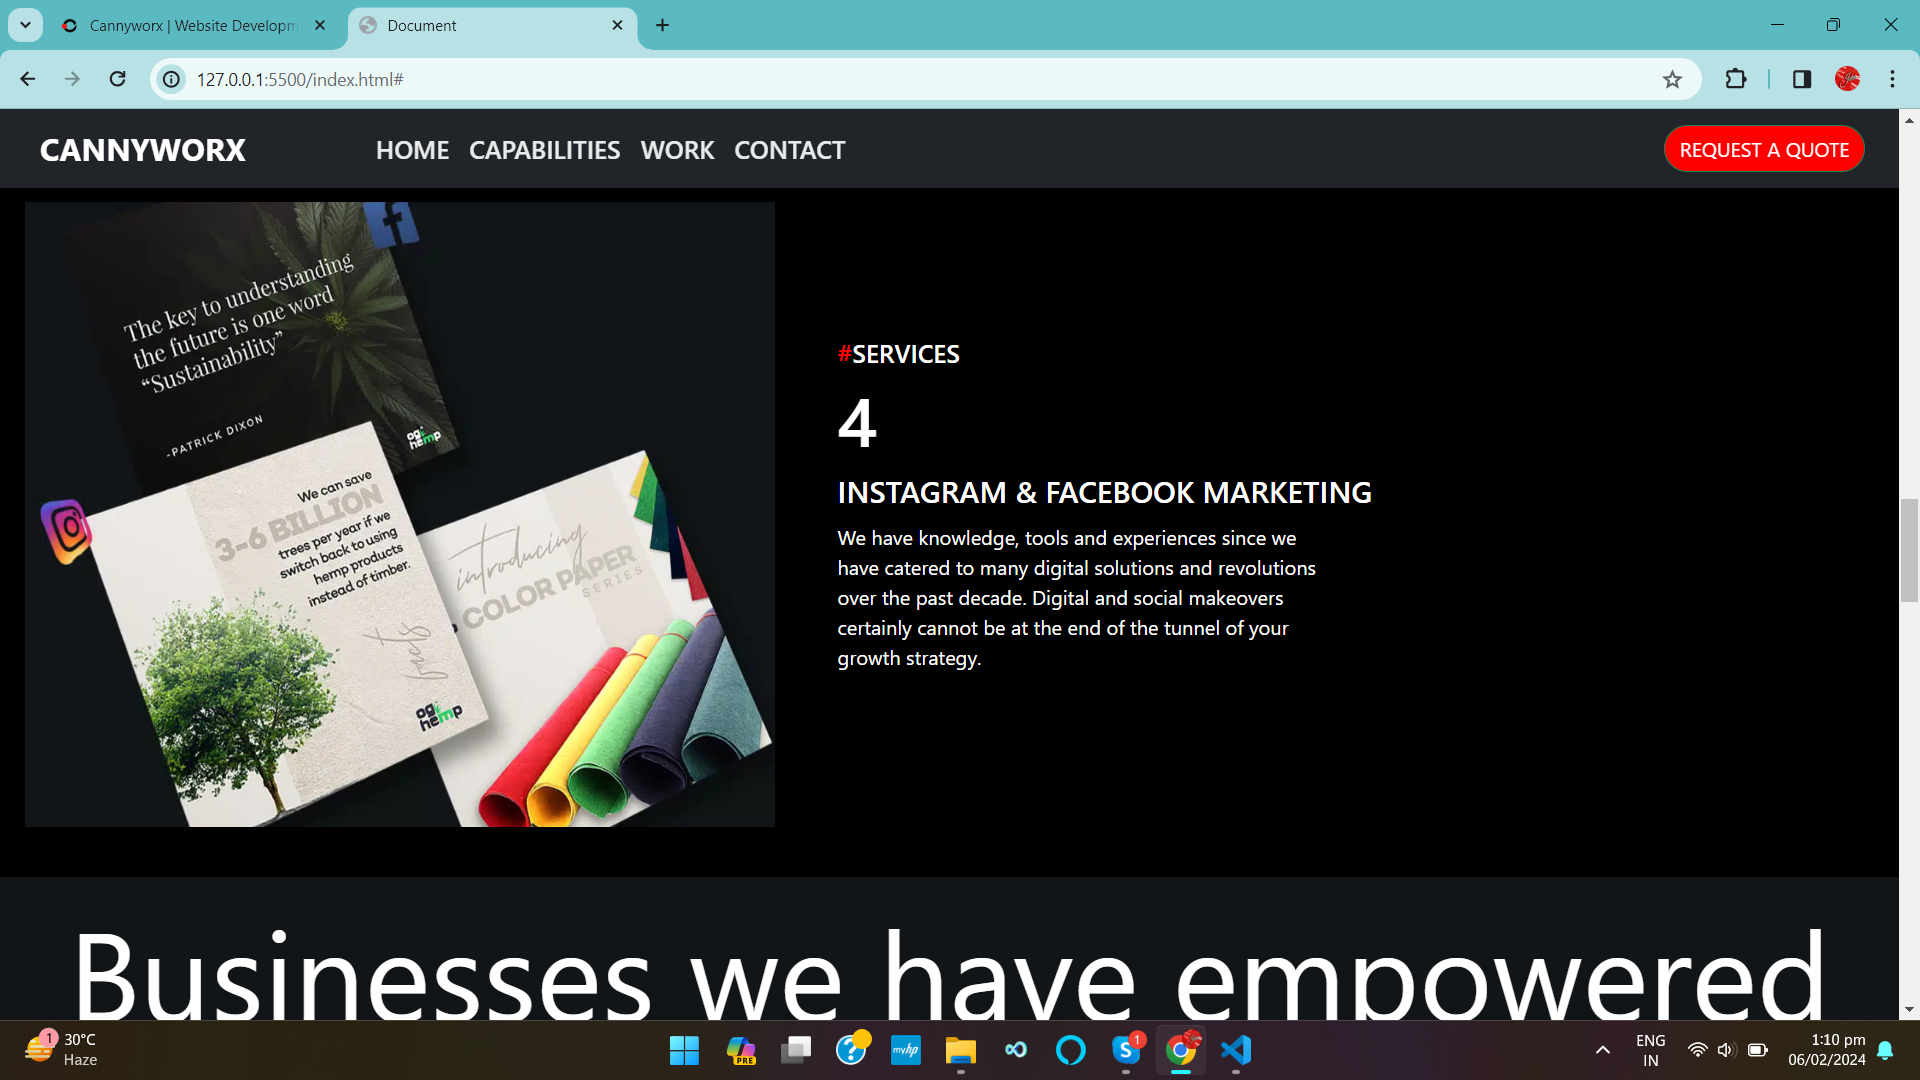 Cannyworx | Website Developm
Document
127.0.0.1:5500/index.html#
CANNYWORX
HOME CAPABILITIES WORK CONTACT
REQUEST A QUOTE
The key to understanding
the future is one word
“Sustainability”
-PATRICK DIXON
og
hemp
We can save
3-6 BILLION
trees per year if we
switch back to using
hemp products
instead of timber.
facts
og
hemp
introducing
COLOR PAPER
SERIES
#SERVICES
4
INSTAGRAM & FACEBOOK MARKETING
We have knowledge, tools and experiences since we
have catered to many digital solutions and revolutions
over the past decade. Digital and social makeovers
certainly cannot be at the end of the tunnel of your
growth strategy.
Businesses we have empowered
1
30°C
Haze
PRE
myhp
S
1
ENG
IN
1:10 pm
06/02/2024